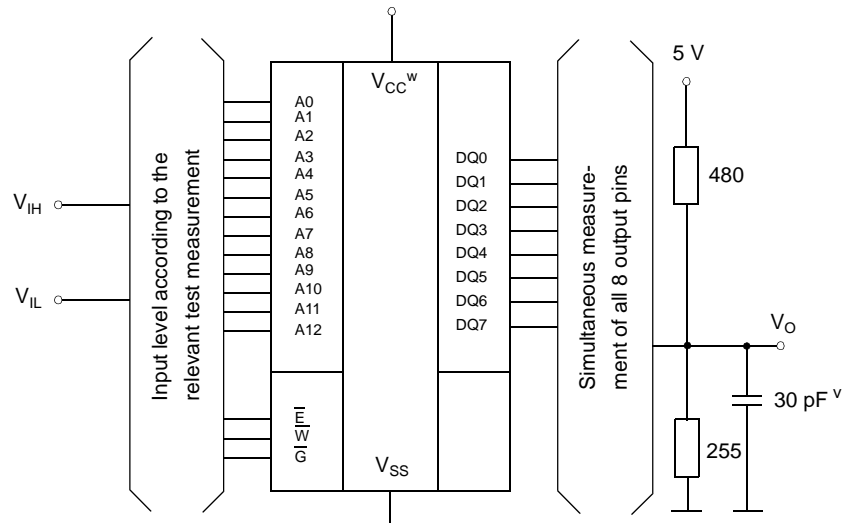 V_CC^w
A0
A1
A2
A3
A4
A5
A6
A7
A8
A9
A10
A11
A12
E̅
W̅
G̅
V_SS
DQ0
DQ1
DQ2
DQ3
DQ4
DQ5
DQ6
DQ7
V_IH
V_IL
Input level according to the
relevant test measurement
Simultaneous measure-
ment of all 8 output pins
5 V
480
V_O
30 pF ^v
255